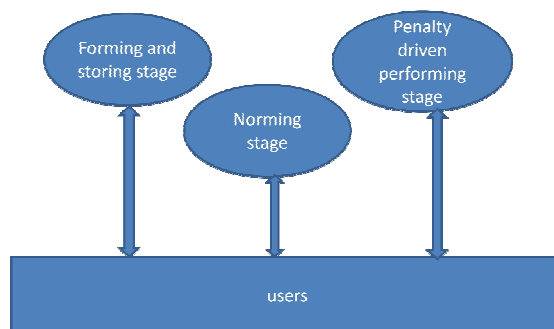 Forming and
storing stage
Norming
stage
Penalty
driven
performing
stage
users